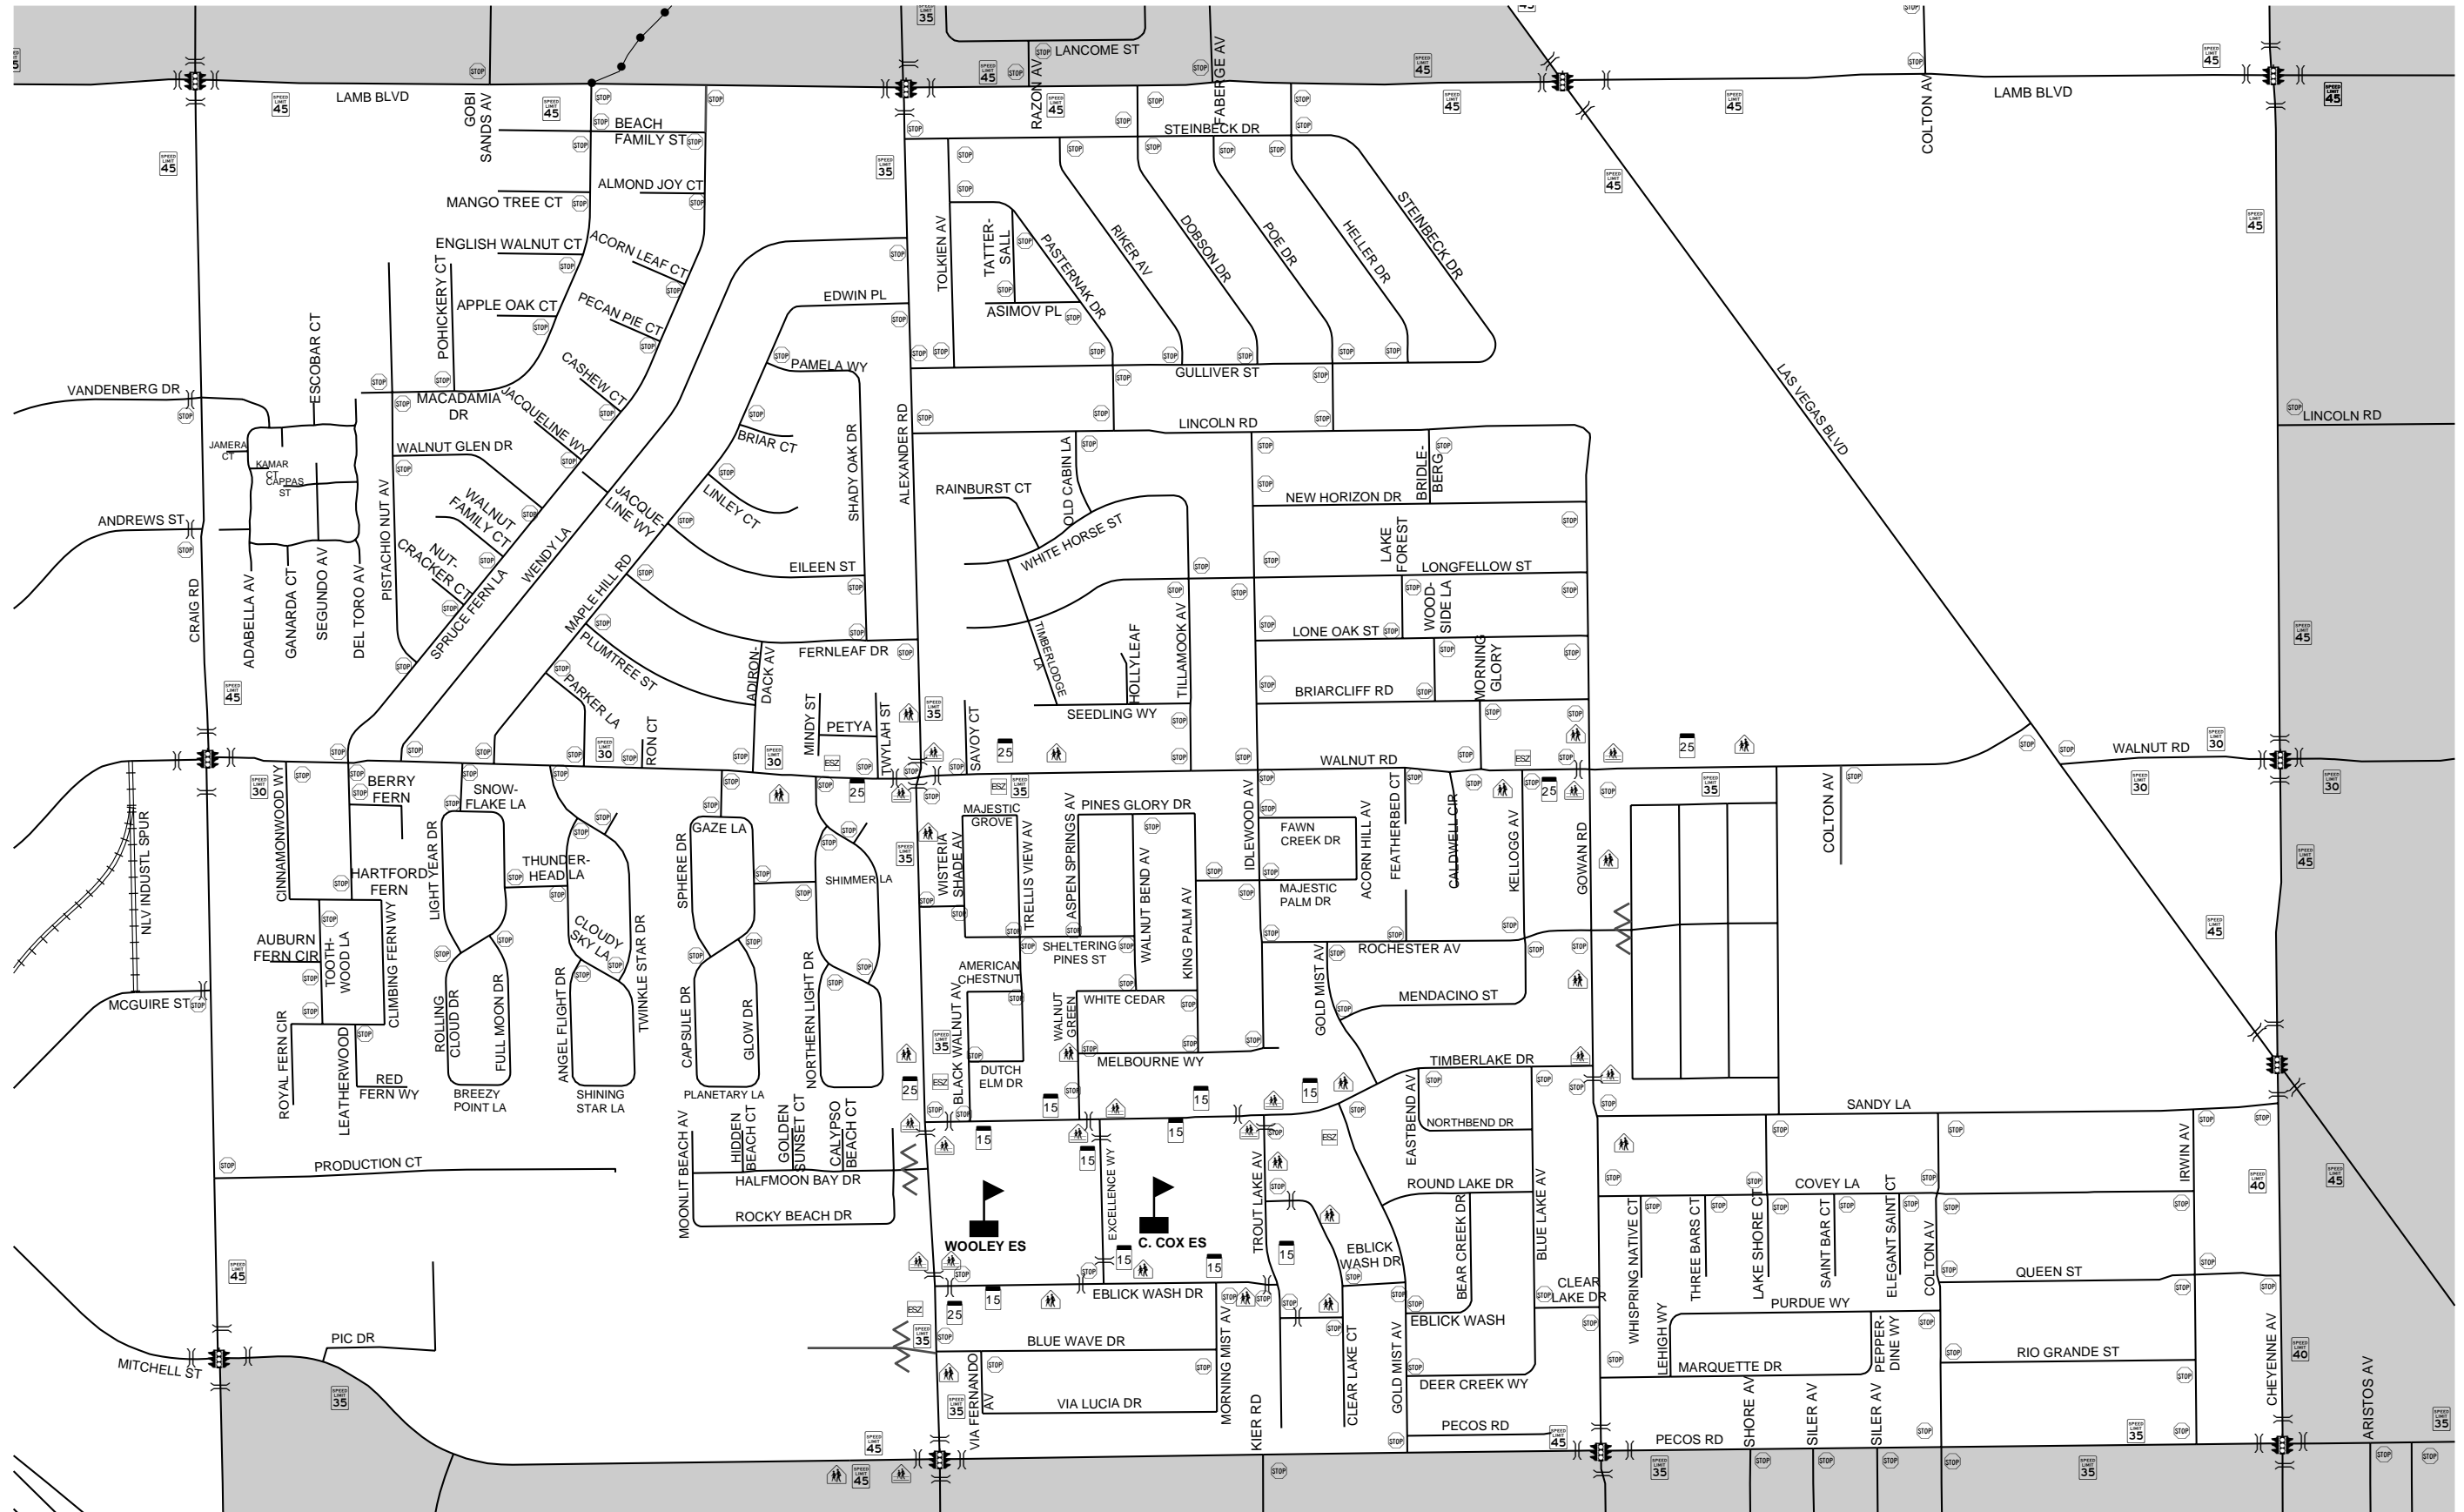 LANCOME ST
LAMB BLVD
GOBI
SANDS AV
RAZON AV
FABERGE AV
COLTON AV
LAMB BLVD
BEACH
FAMILY ST
STEINBECK DR
ALMOND JOY CT
MANGO TREE CT
ENGLISH WALNUT CT
ACORN LEAF CT
POHICKERY CT
APPLE OAK CT
PECAN PIE CT
CASHEW CT
EDWIN PL
PAMELA WY
BRIAR CT
LINLEY CT
TOLKIEN AV
TATTER-
SALL
PASTERNAK DR
ASIMOV PL
RIKER AV
DOBSON DR
POE DR
HELLER DR
STEINBECK DR
GULLIVER ST
LINCOLN RD
LAS VEGAS BLVD
LINCOLN RD
VANDENBERG DR
ESCOBAR CT
JAMERA
CT
KAMAR
CT
CAPPAS
ST
MACADAMIA
DR
JACQUELINE WY
WALNUT GLEN DR
WALNUT
FAMILY CT
NUT-
CRACKER CT
JACQUE-
LINE WY
ANDREWS ST
CRAIG RD
ADABELLA AV
GANARDA CT
SEGUNDO AV
DEL TORO AV
PISTACHIO NUT AV
SPRUCE FERN LA
WENDY LA
MAPLE HILL RD
SHADY OAK DR
ALEXANDER RD
EILEEN ST
FERNLEAF DR
PLUMTREE ST
PARKER LA
ADIRON-
DACK AV
RAINBURST CT
OLD CABIN LA
WHITE HORSE ST
TIMBERLODGE
LA
HOLLYLEAF
TILLAMOOK AV
SEEDLING WY
NEW HORIZON DR
BRIDLE-
BERG
LAKE
FOREST
LONGFELLOW ST
WOOD-
SIDE LA
LONE OAK ST
MORNING
GLORY
BRIARCLIFF RD
RON CT
MINDY ST
PETYA
TWYLAH ST
SAVOY CT
WALNUT RD
WALNUT RD
NLV INDUSTL SPUR
CINNAMONWOOD WY
BERRY
FERN
SNOW-
FLAKE LA
LIGHT YEAR DR
THUNDER-
HEAD LA
HARTFORD
FERN
CLOUDY
SKY LA
GAZE LA
SPHERE DR
SHIMMER LA
WISTERIA
SHADE AV
MAJESTIC
GROVE
TRELLIS VIEW AV
ASPEN SPRINGS AV
PINES GLORY DR
WALNUT BEND AV
KING PALM AV
IDLEWOOD AV
FAWN
CREEK DR
MAJESTIC
PALM DR
ACORN HILL AV
FEATHERBED CT
CALDWELL CIR
KELLOGG AV
GOWAN RD
COLTON AV
AUBURN
FERN CIR
TOOTH-
WOOD LA
CLIMBING FERN WY
MCGUIRE ST
ROYAL FERN CIR
LEATHERWOOD
RED
FERN WY
ROLLING
CLOUD DR
FULL MOON DR
BREEZY
POINT LA
ANGEL FLIGHT DR
TWINKLE STAR DR
SHINING
STAR LA
CAPSULE DR
GLOW DR
NORTHERN LIGHT DR
PLANETARY LA
SHELTERING
PINES ST
AMERICAN
CHESTNUT
BLACK WALNUT AV
DUTCH
ELM DR
WALNUT
GREEN
WHITE CEDAR
MELBOURNE WY
GOLD MIST AV
ROCHESTER AV
MENDACINO ST
TIMBERLAKE DR
EASTBEND AV
NORTHBEND DR
SANDY LA
IRWIN AV
PRODUCTION CT
MOONLIT BEACH AV
HIDDEN
BEACH CT
GOLDEN
SUNSET CT
CALYPSO
BEACH CT
HALFMOON BAY DR
ROCKY BEACH DR
WOOLEY ES
EXCELLENCE WY
C. COX ES
TROUT LAKE AV
ROUND LAKE DR
BLUE LAKE AV
BEAR CREEK DR
EBLICK
WASH DR
CLEAR
LAKE DR
COVEY LA
WHISPRING NATIVE CT
THREE BARS CT
LAKE SHORE CT
SAINT BAR CT
ELEGANT SAINT CT
COLTON AV
QUEEN ST
EBLICK WASH DR
EBLICK WASH
PURDUE WY
LEHIGH WY
MARQUETTE DR
PEPPER-
DINE WY
RIO GRANDE ST
CHEYENNE AV
ARISTOS AV
PIC DR
MITCHELL ST
BLUE WAVE DR
VIA FERNANDO
AV
VIA LUCIA DR
MORNING MIST AV
KIER RD
CLEAR LAKE CT
GOLD MIST AV
DEER CREEK WY
PECOS RD
PECOS RD
SHORE AV
SILER AV
SILER AV